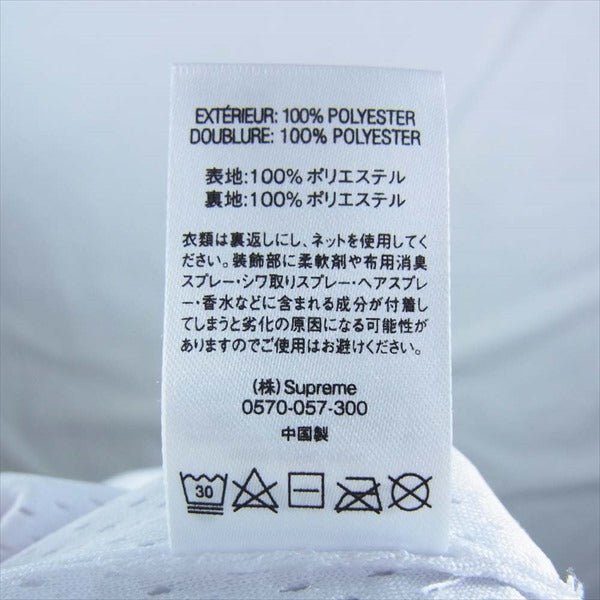 EXTÉRIEUR: 100% POLYESTER
DOUBLURE: 100% POLYESTER
表地:100% ポリエステル
裏地:100% ポリエステル
衣類は裏返しにし、ネットを使用してく
ださい。装飾部に柔軟剤や布用消臭
スプレー・シワ取りスプレー・ヘアスプレ
ー・香水などに含まれる成分が付着し
てしまうと劣化の原因になる可能性が
ありますのでご使用はお避けください。
(株)Supreme
0570-057-300
中国製
30